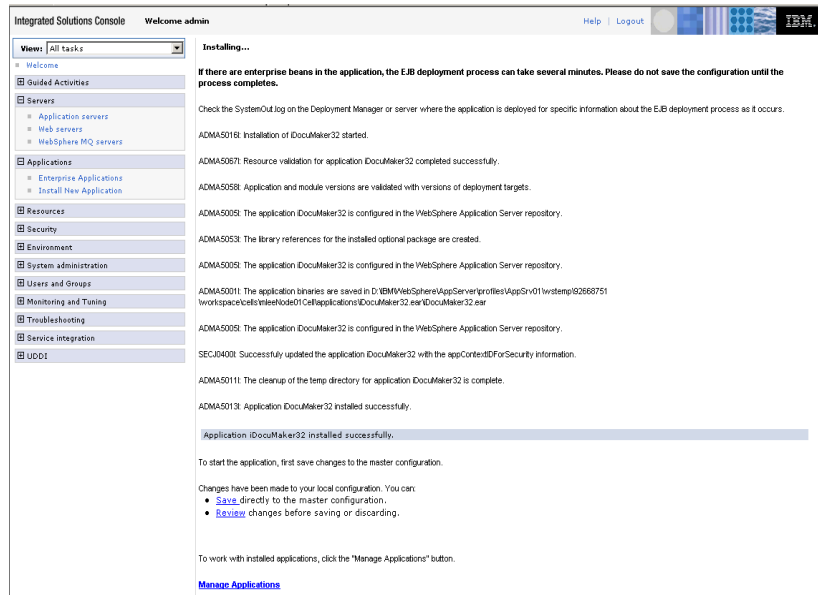 Integrated Solutions Console Welcome admin Help | Logout IBM.
View: All tasks
Welcome
Guided Activities
Servers
Application servers
Web servers
WebSphere MQ servers
Applications
Enterprise Applications
Install New Application
Resources
Security
Environment
System administration
Users and Groups
Monitoring and Tuning
Troubleshooting
Service integration
UDDI
Installing...
If there are enterprise beans in the application, the EJB deployment process can take several minutes. Please do not save the configuration until the
process completes.
Check the SystemOut.log on the Deployment Manager or server where the application is deployed for specific information about the EJB deployment process as it occurs.
ADMA5016I: Installation of iDocuMaker32 started.
ADMA5067I: Resource validation for application iDocuMaker32 completed successfully.
ADMA5058I: Application and module versions are validated with versions of deployment targets.
ADMA5005I: The application iDocuMaker32 is configured in the WebSphere Application Server repository.
ADMA5053I: The library references for the installed optional package are created.
ADMA5005I: The application iDocuMaker32 is configured in the WebSphere Application Server repository.
ADMA5001I: The application binaries are saved in D:\IBM\WebSphere\AppServer\profiles\AppSrv01\wstemp\92668751
\workspace\cells\mleeNode01Cell\applications\iDocuMaker32.ear\iDocuMaker32.ear
ADMA5005I: The application iDocuMaker32 is configured in the WebSphere Application Server repository.
SECJ0400I: Successfuly updated the application iDocuMaker32 with the appContextIDForSecurity information.
ADMA5011I: The cleanup of the temp directory for application iDocuMaker32 is complete.
ADMA5013I: Application iDocuMaker32 installed successfully.
Application iDocuMaker32 installed successfully.
To start the application, first save changes to the master configuration.
Changes have been made to your local configuration. You can:
Save directly to the master configuration.
Review changes before saving or discarding.
To work with installed applications, click the "Manage Applications" button.
Manage Applications